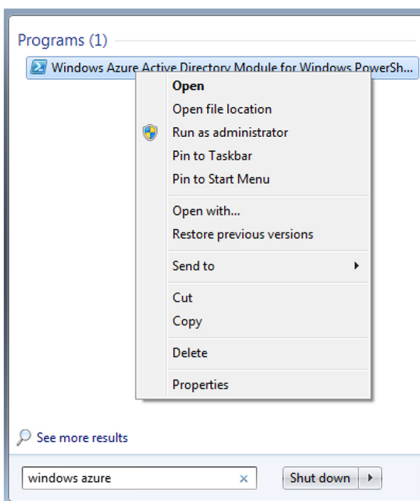 Programs (1)
Windows Azure Active Directory Module for Windows PowerSh...
Open
Open file location
Run as administrator
Pin to Taskbar
Pin to Start Menu
Open with...
Restore previous versions
Send to
Cut
Copy
Delete
Properties
See more results
windows azure
Shut down